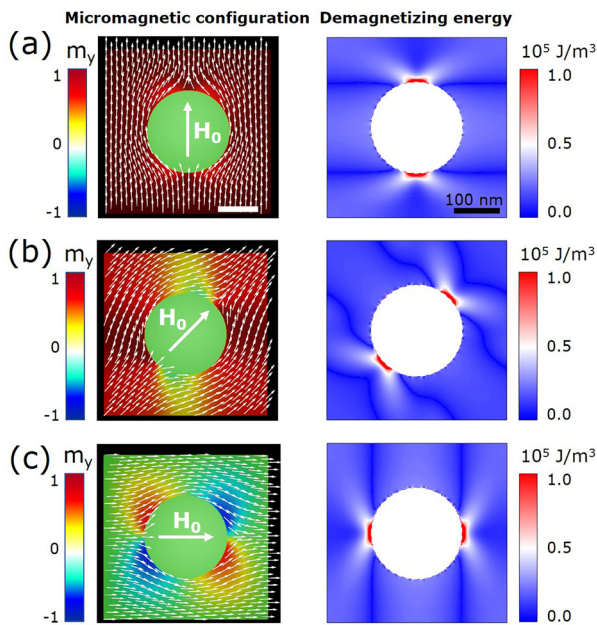 Micromagnetic configuration Demagnetizing energy
(a) m_y 10⁵ J/m³
1 1.0
0 H₀ 0.5
-1 100 nm 0.0
(b) m_y 10⁵ J/m³
1 H₀ 1.0
0 0.5
-1 0.0
(c) m_y 10⁵ J/m³
1 H₀ 1.0
0 0.5
-1 0.0